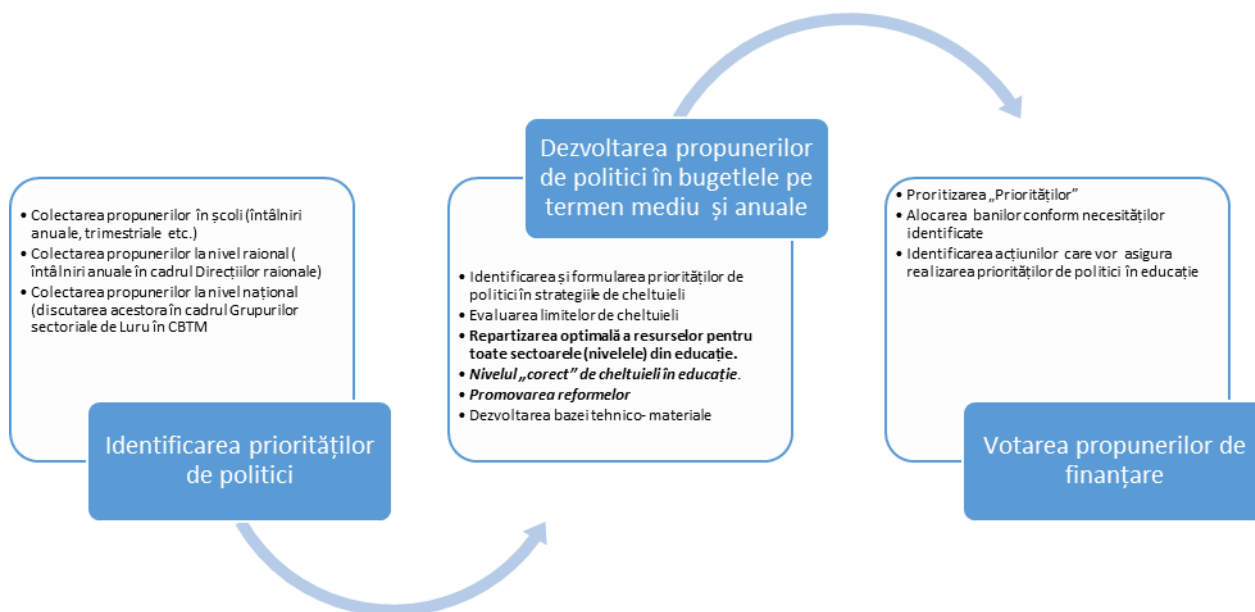 • Colectarea propunerilor în școli (întâlniri
anuale, trimestriale etc.)
• Colectarea propunerilor la nivel raional (
întâlniri anuale în cadrul Direcțiilor raionale)
• Colectarea propunerilor la nivel național
(discutarea acestora în cadrul Grupurilor
sectoriale de Luru în CBTM
Identificarea priorităților
de politici
Dezvoltarea propunerilor
de politici în bugetlele pe
termen mediu și anuale
• Identificarea și formularea priorităților de
politici în strategiile de cheltuieli
• Evaluarea limitelor de cheltuieli
• Repartizarea optimală a resurselor pentru
toate sectoarele (nivelele) din educație.
• Nivelul „corect” de cheltuieli în educație.
• Promovarea reformelor
• Dezvoltarea bazei tehnico- materiale
• Proritizarea „Priorităților”
• Alocarea banilor conform necesităților
identificate
• Identificarea acțiunilor care vor asigura
realizarea priorităților de politici în educație
Votarea propunerilor de
finanțare